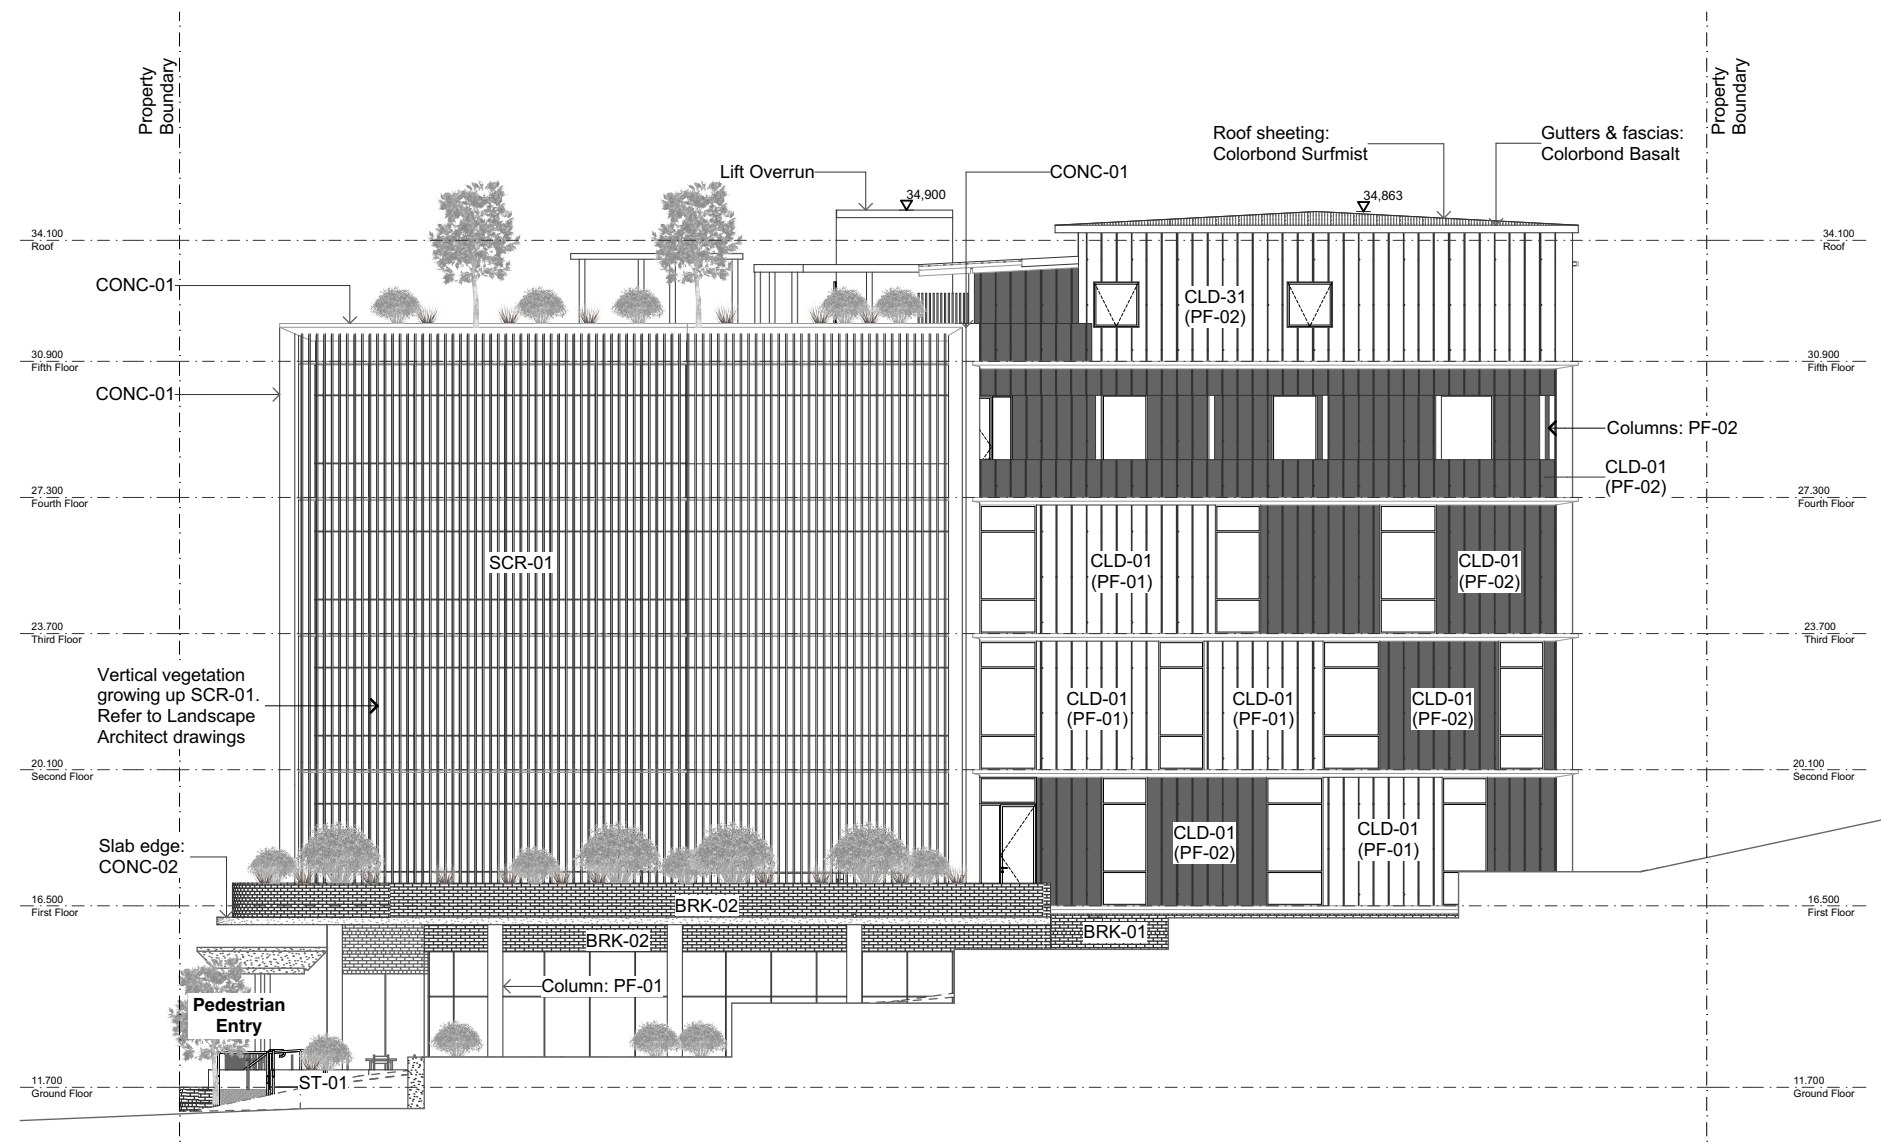 Property
Boundary
Property
Boundary
Roof sheeting:
Colorbond Surfmist
Gutters & fascias:
Colorbond Basalt
Lift Overrun
CONC-01
34,900
34,863
34.100
Roof
34.100
Roof
CONC-01
CLD-31
(PF-02)
30.900
Fifth Floor
30.900
Fifth Floor
CONC-01
Columns: PF-02
CLD-01
(PF-02)
27.300
Fourth Floor
27.300
Fourth Floor
SCR-01
CLD-01
(PF-01)
CLD-01
(PF-02)
23.700
Third Floor
23.700
Third Floor
Vertical vegetation
growing up SCR-01.
Refer to Landscape
Architect drawings
CLD-01
(PF-01)
CLD-01
(PF-01)
CLD-01
(PF-02)
20.100
Second Floor
20.100
Second Floor
Slab edge:
CONC-02
CLD-01
(PF-02)
CLD-01
(PF-01)
16.500
First Floor
BRK-02
16.500
First Floor
BRK-02
BRK-01
Column: PF-01
Pedestrian
Entry
ST-01
11.700
Ground Floor
11.700
Ground Floor